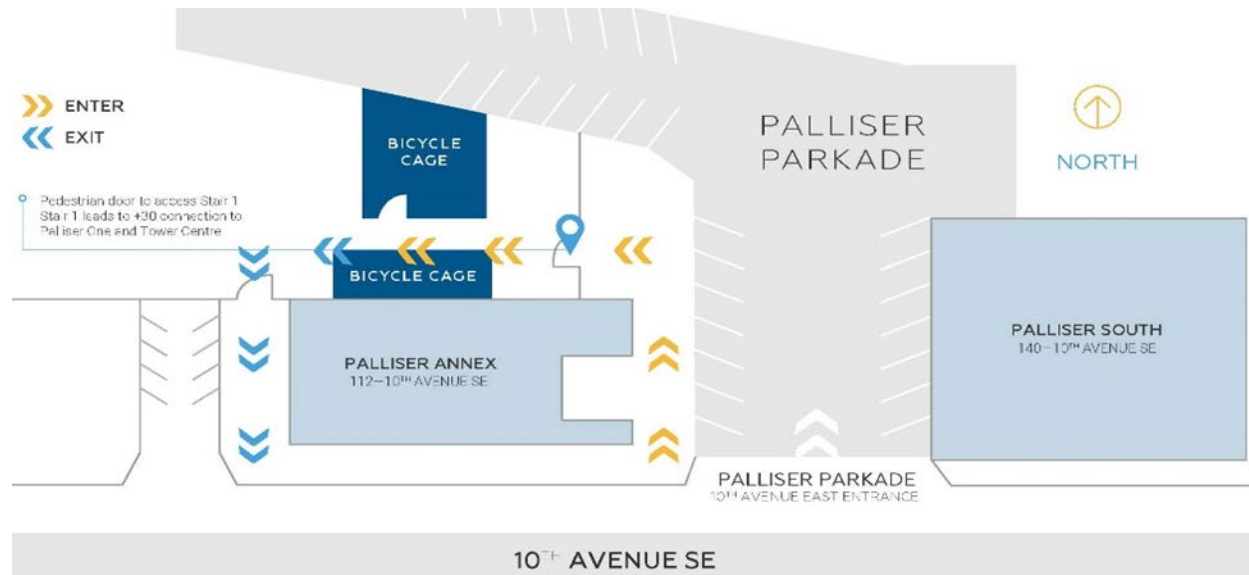 ENTER
EXIT
Pedestrian door to access Stair 1
Stair 1 leads to +30 connection to
Palliser One and Tower Centre
BICYCLE
CAGE
BICYCLE CAGE
PALLISER
PARKADE
NORTH
PALLISER ANNEX
112–10TH AVENUE SE
PALLISER SOUTH
140–10TH AVENUE SE
PALLISER PARKADE
10TH AVENUE EAST ENTRANCE
10TH AVENUE SE